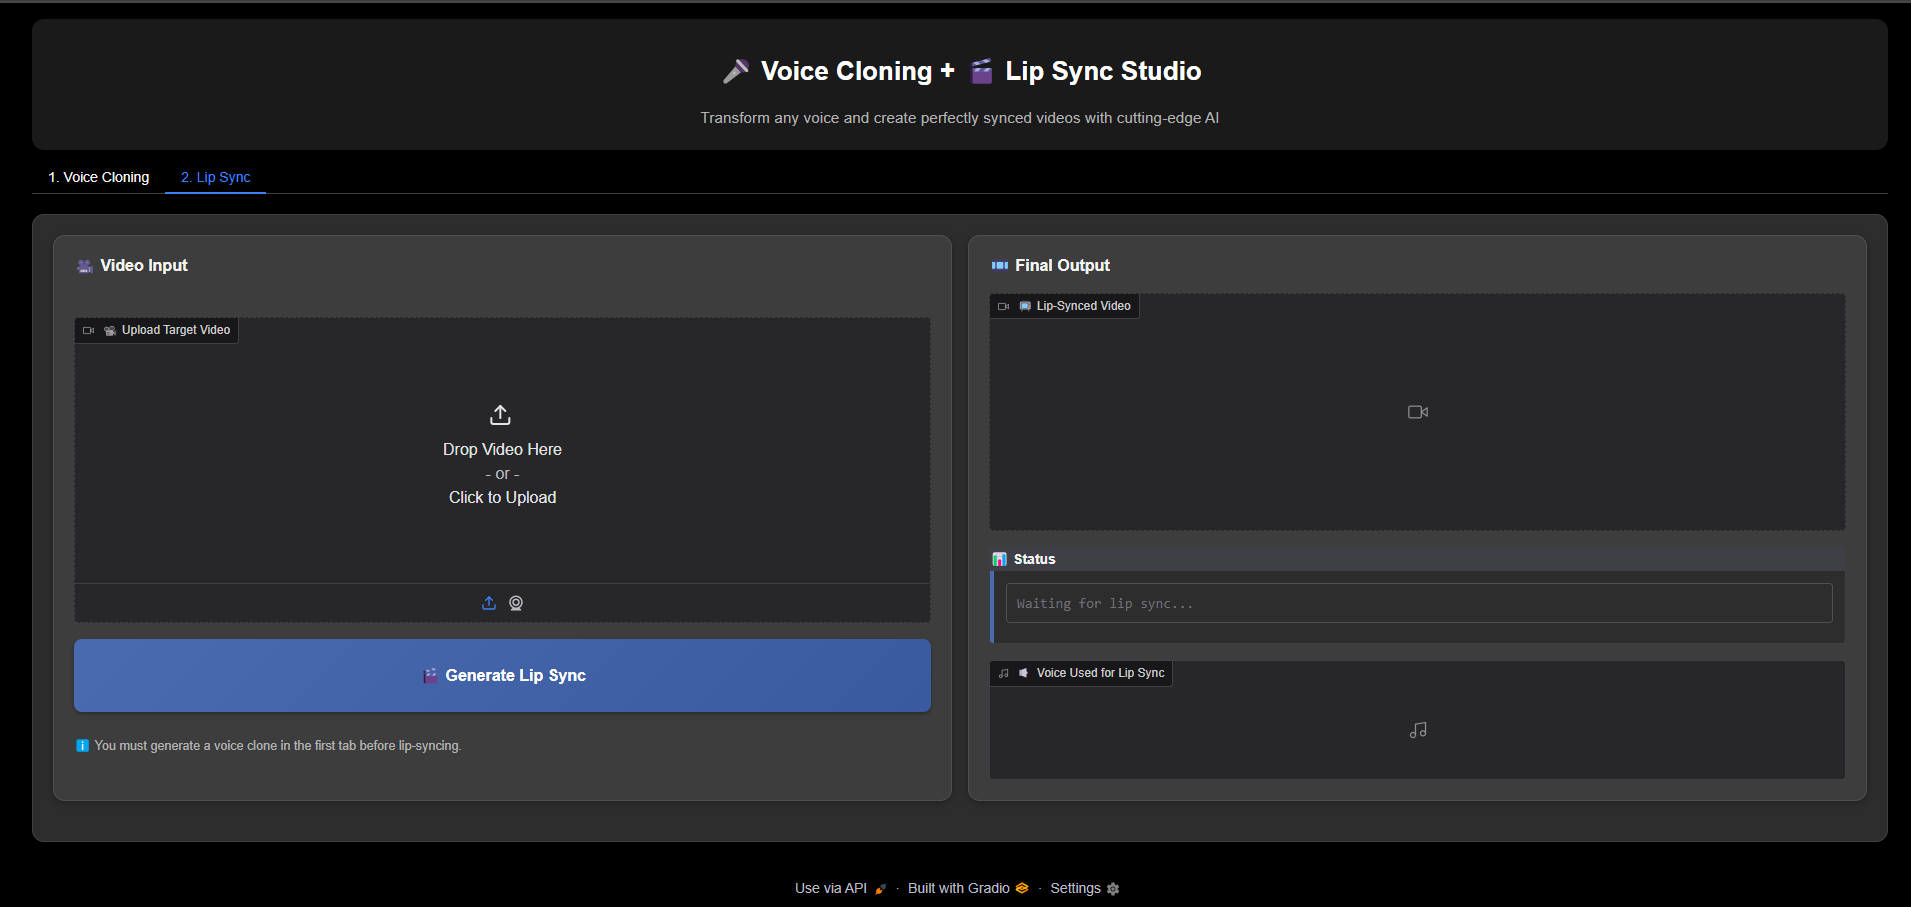 Voice Cloning + Lip Sync Studio
Transform any voice and create perfectly synced videos with cutting-edge AI
1. Voice Cloning
2. Lip Sync
Video Input
Upload Target Video
Drop Video Here
- or -
Click to Upload
Generate Lip Sync
You must generate a voice clone in the first tab before lip-syncing.
Final Output
Lip-Synced Video
Status
Waiting for lip sync...
Voice Used for Lip Sync
Use via API · Built with Gradio · Settings